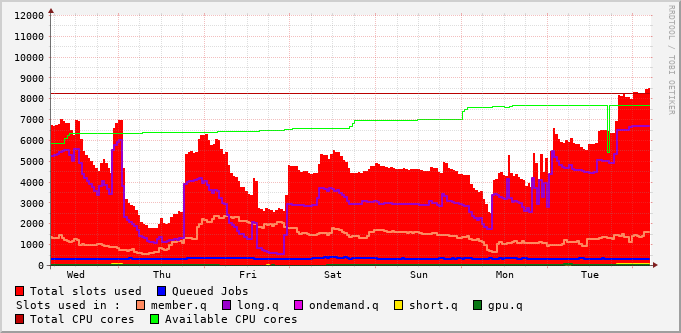 12000
11000
10000
9000
8000
7000
6000
5000
4000
3000
2000
1000
0
Wed Thu Fri Sat Sun Mon Tue
Total slots used Queued Jobs
Slots used in : member.q long.q ondemand.q short.q gpu.q
Total CPU cores Available CPU cores
RRDTOOL / TOBI OETIKER